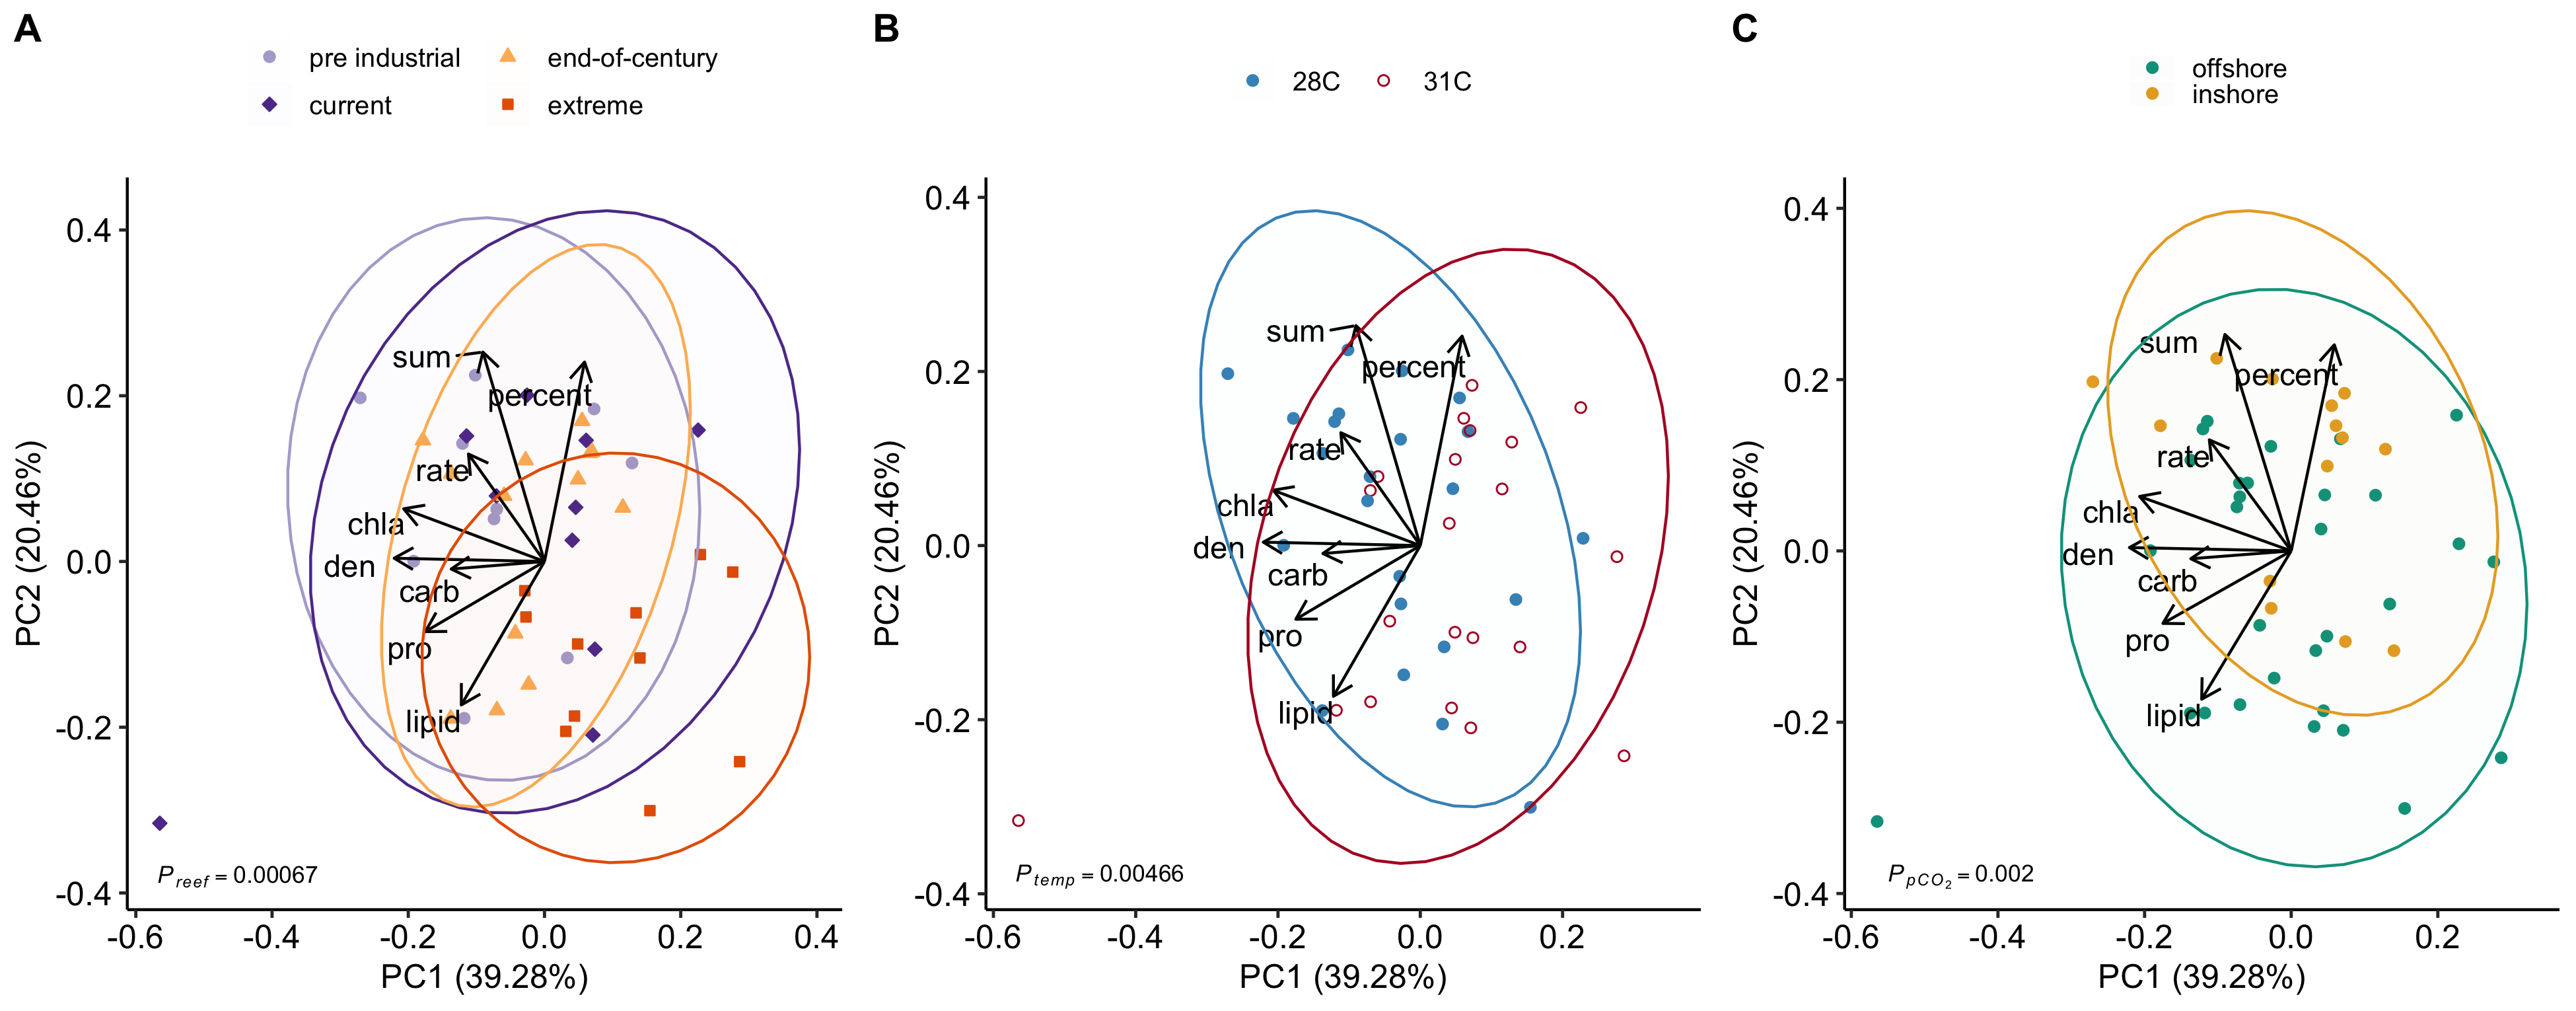 A
pre industrial
end-of-century
current
extreme
0.4
0.2
0.0
-0.2
-0.4
PC2 (20.46%)
sum
percent
rate
chla
den
carb
pro
lipid
P reef = 0.00067
-0.6 -0.4 -0.2 0.0 0.2 0.4
PC1 (39.28%)
B
28C
31C
0.4
0.2
0.0
-0.2
-0.4
PC2 (20.46%)
sum
percent
rate
chla
den
carb
pro
lipid
P temp = 0.00466
-0.6 -0.4 -0.2 0.0 0.2
PC1 (39.28%)
C
offshore
inshore
0.4
0.2
0.0
-0.2
-0.4
PC2 (20.46%)
sum
percent
rate
chla
den
carb
pro
lipid
P pCO₂ = 0.002
-0.6 -0.4 -0.2 0.0 0.2
PC1 (39.28%)